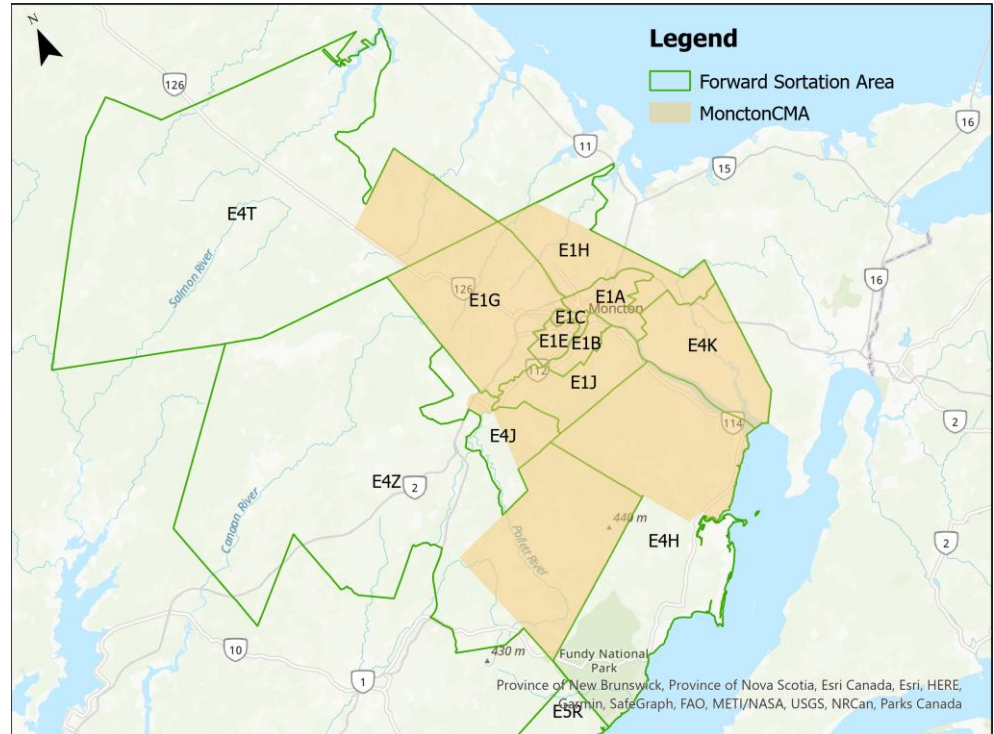 N
Legend
Forward Sortation Area
MonctonCMA
126
11
15
16
E4T
Salmon River
E1H
16
126
E1G
E1A
Moncton
E1C
E1E
E1B
E4K
112
E1J
114
2
E4J
E4Z
2
Canaan River
Pollett River
440 m
E4H
2
10
430 m
Fundy National
Park
1
Province of New Brunswick, Province of Nova Scotia, Esri Canada, Esri, HERE,
Garmin, SafeGraph, FAO, METI/NASA, USGS, NRCan, Parks Canada
E5R